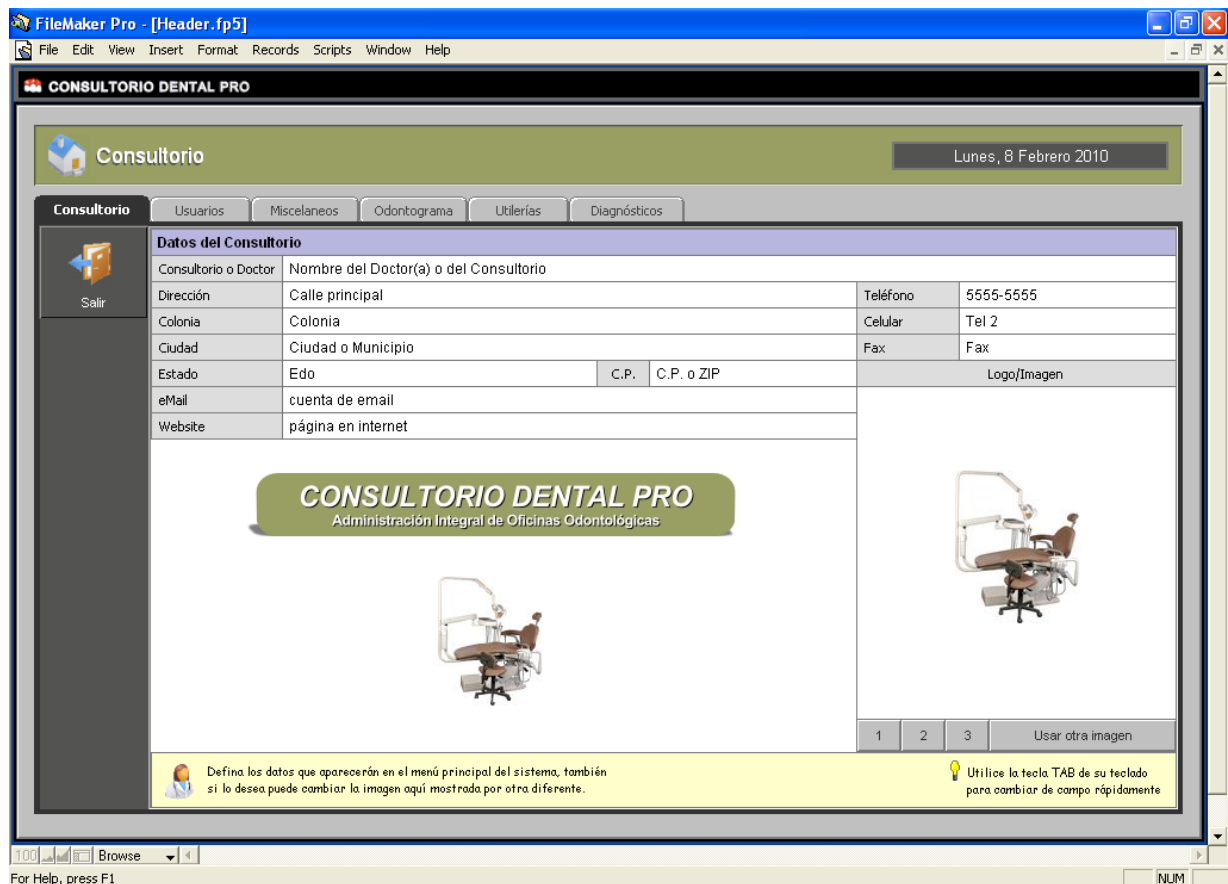 FileMaker Pro - [Header.fp5]
File Edit View Insert Format Records Scripts Window Help
CONSULTORIO DENTAL PRO
Consultorio
Lunes, 8 Febrero 2010
Consultorio Usuarios Miscelaneos Odontograma Utilerías Diagnósticos
Salir
Datos del Consultorio
Consultorio o Doctor Nombre del Doctor(a) o del Consultorio
Dirección Calle principal Teléfono 5555-5555
Colonia Colonia Celular Tel 2
Ciudad Ciudad o Municipio Fax Fax
Estado Edo C.P. C.P. o ZIP Logo/Imagen
eMail cuenta de email
Website página en internet
CONSULTORIO DENTAL PRO
Administración Integral de Oficinas Odontológicas
1 2 3 Usar otra imagen
Defina los datos que aparecerán en el menú principal del sistema, también
si lo desea puede cambiar la imagen aquí mostrada por otra diferente.
Utilice la tecla TAB de su teclado
para cambiar de campo rápidamente
100 Browse
For Help, press F1 NUM